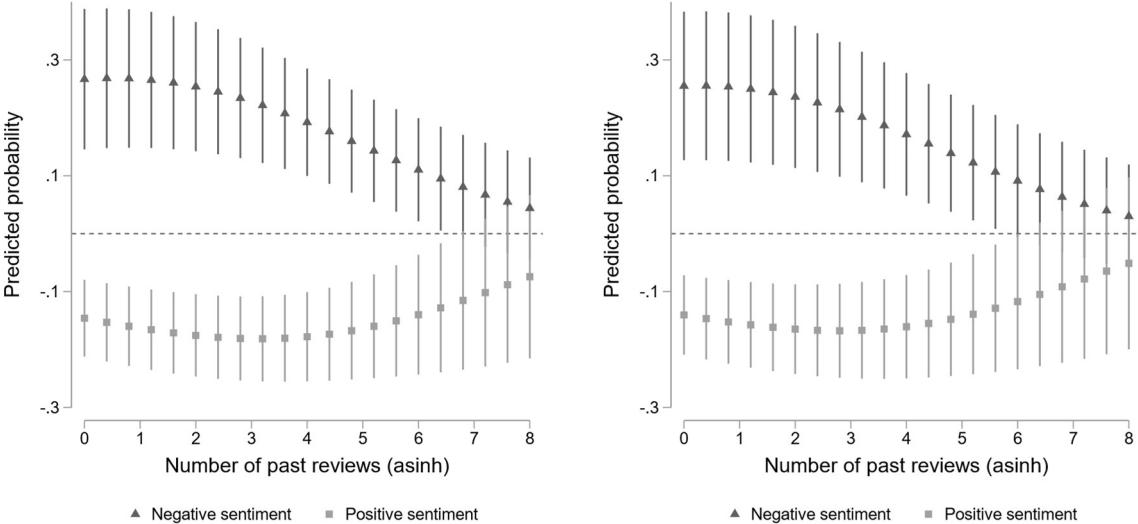 Predicted probability
.3
.1
-.1
-.3
0 1 2 3 4 5 6 7 8
Number of past reviews (asinh)
Negative sentiment Positive sentiment
Predicted probability
.3
.1
-.1
-.3
0 1 2 3 4 5 6 7 8
Number of past reviews (asinh)
Negative sentiment Positive sentiment